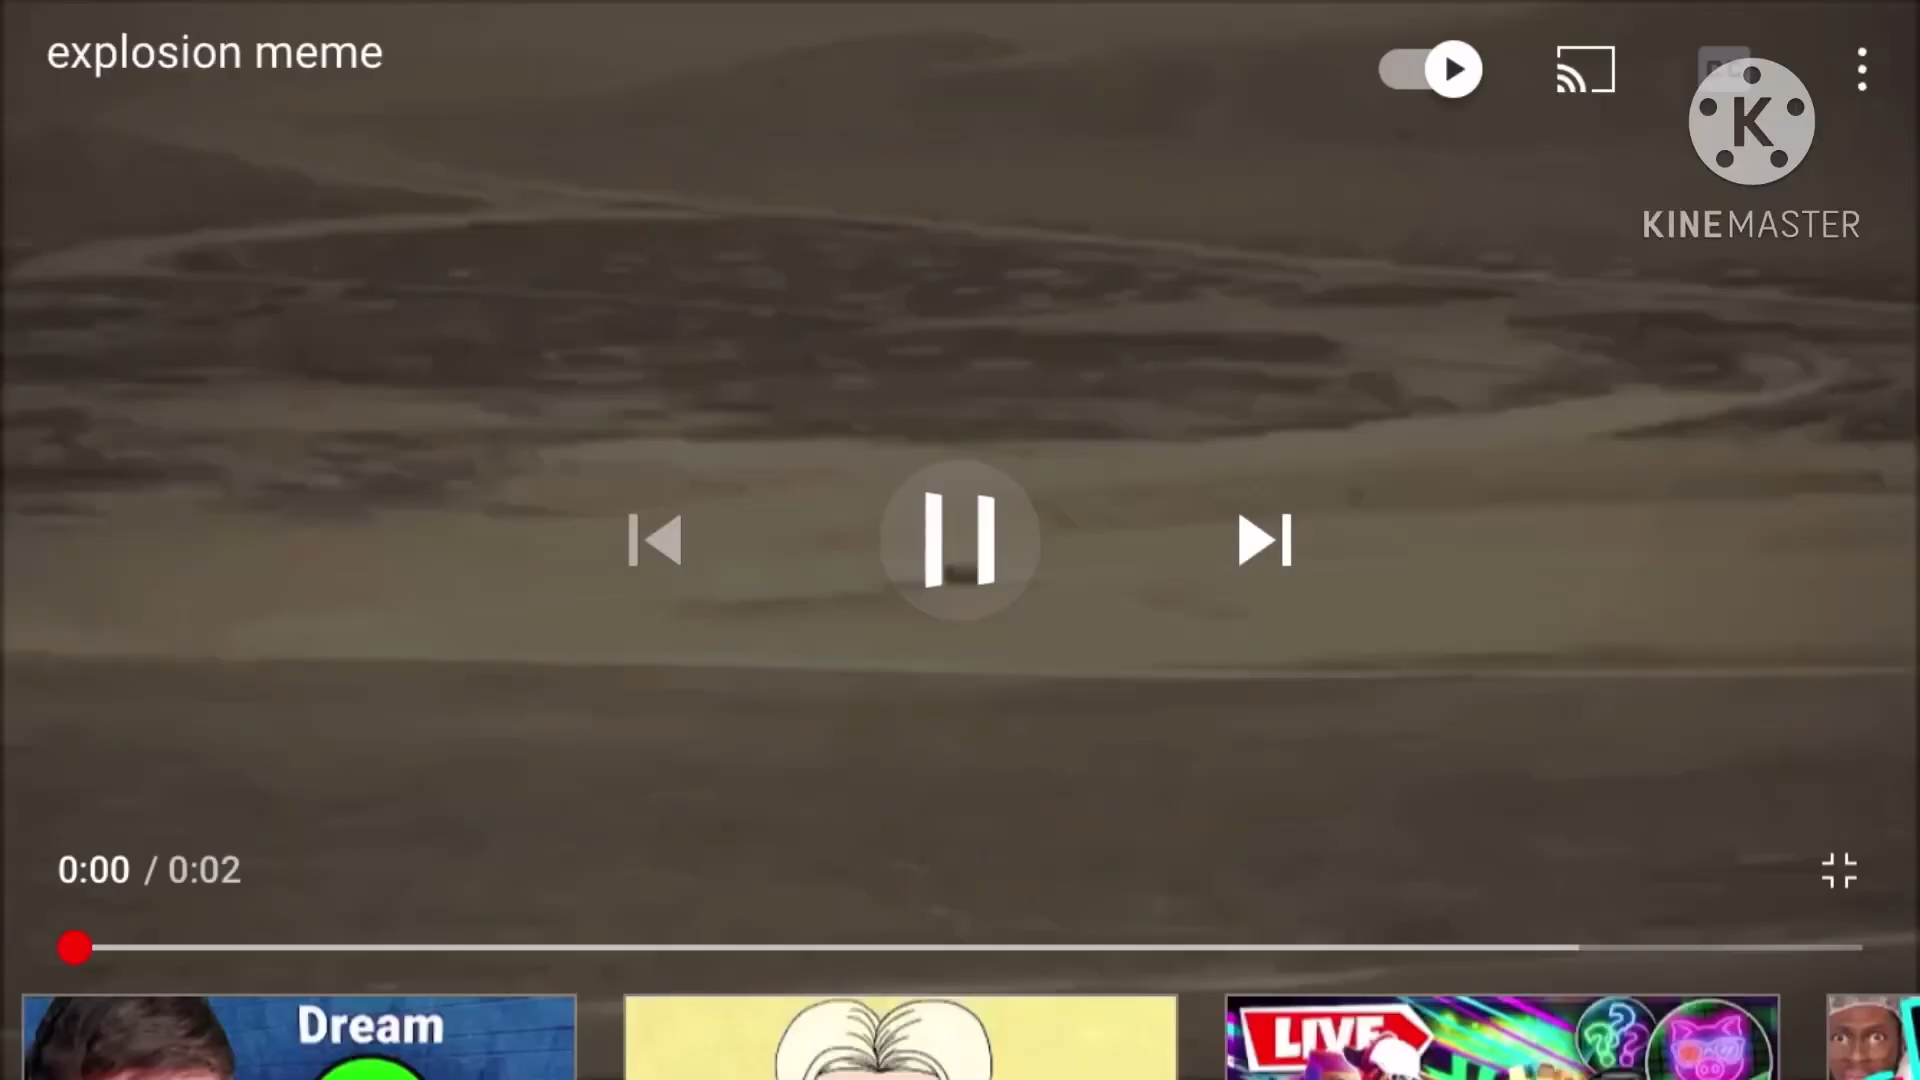 explosion meme
K
KINEMASTER
0:00 / 0:02
Dream
LIVE